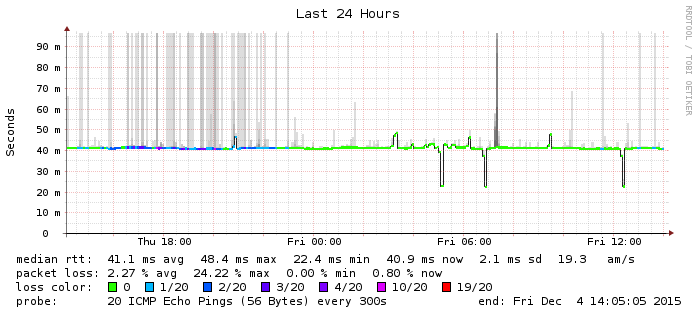 Last 24 Hours
RRDTOOL / TOBI OETIKER
Seconds
90 m
80 m
70 m
60 m
50 m
40 m
30 m
20 m
10 m
0
Thu 18:00 Fri 00:00 Fri 06:00 Fri 12:00
median rtt: 41.1 ms avg 48.4 ms max 22.4 ms min 40.9 ms now 2.1 ms sd 19.3 am/s
packet loss: 2.27 % avg 24.22 % max 0.00 % min 0.80 % now
loss color: 0 1/20 2/20 3/20 4/20 10/20 19/20
probe: 20 ICMP Echo Pings (56 Bytes) every 300s end: Fri Dec 4 14:05:05 2015